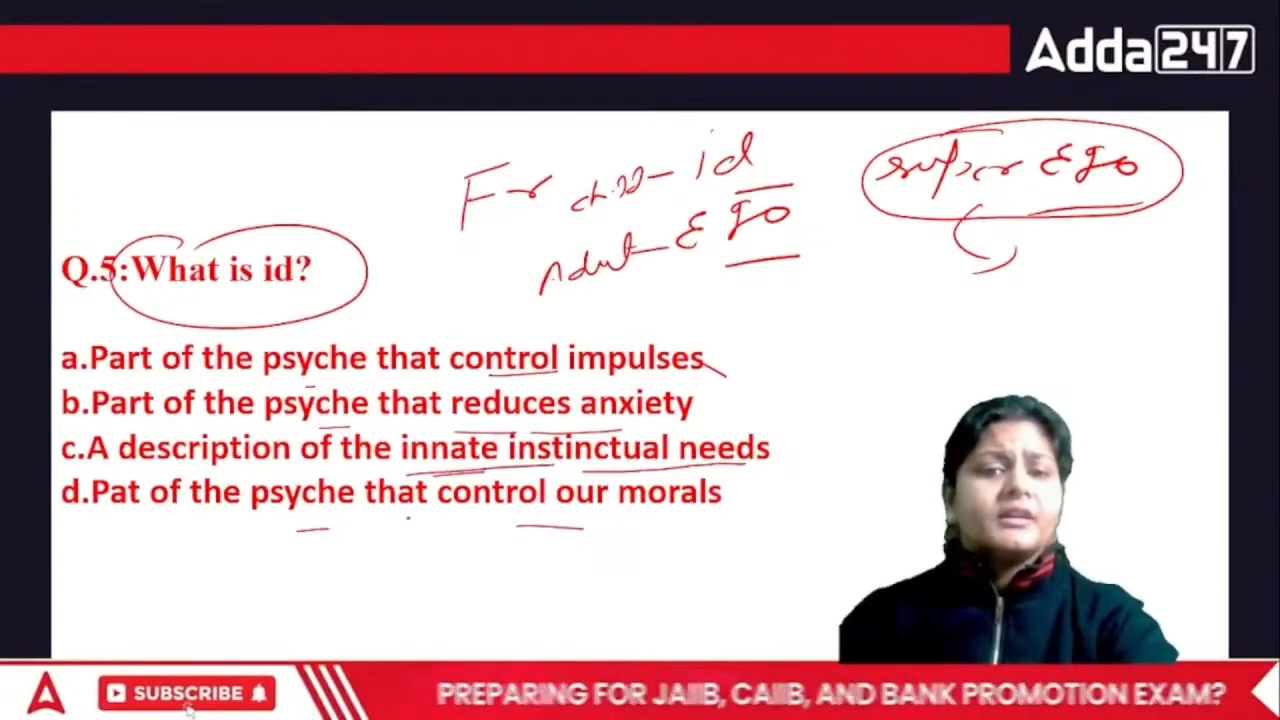 Adda247
Fr child - id
Adult - Ego
super Ego
Q.5:What is id?
a.Part of the psyche that control impulses
b.Part of the psyche that reduces anxiety
c.A description of the innate instinctual needs
d.Pat of the psyche that control our morals
SUBSCRIBE
PREPARING FOR JAIIB, CAIIB, AND BANK PROMOTION EXAM?